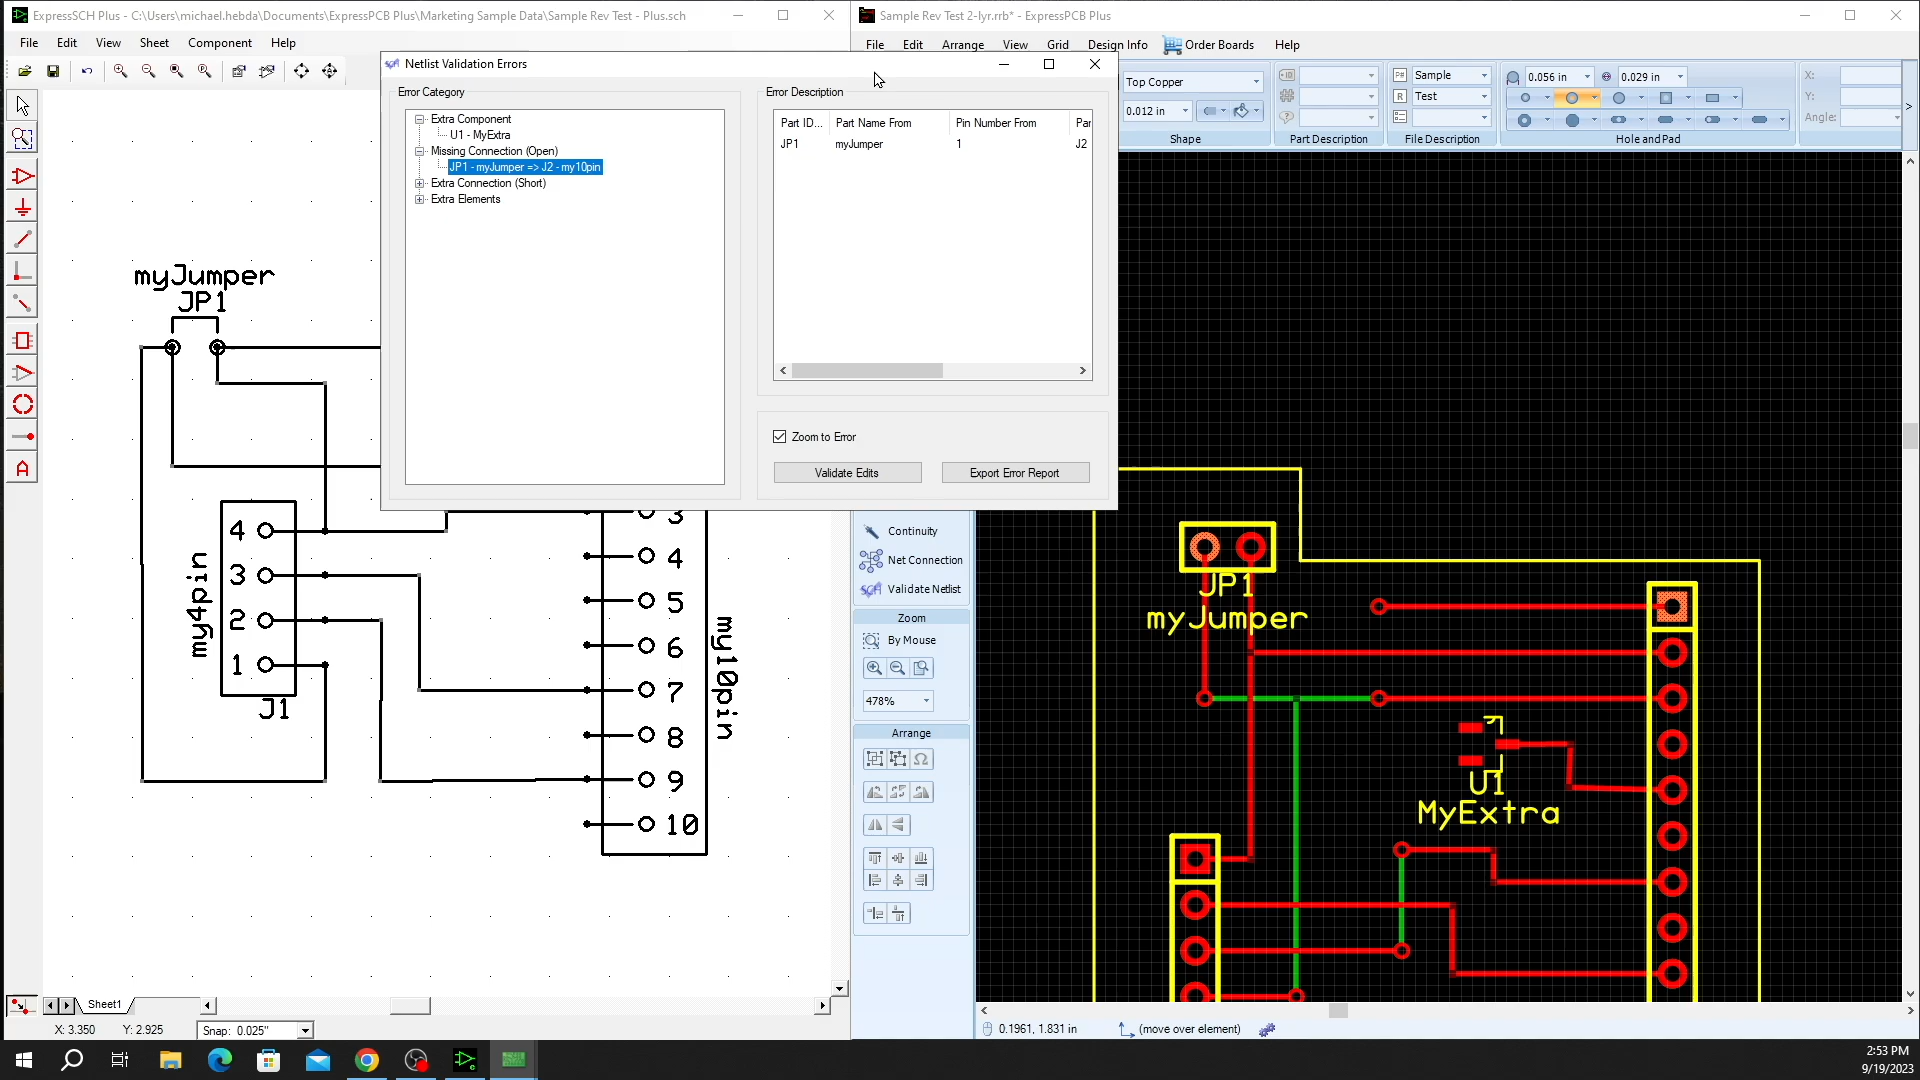 ExpressSCH Plus - C:\Users\michael.hebda\Documents\ExpressPCB Plus\Marketing Sample Data\Sample Rev Test - Plus.sch
Sample Rev Test 2-lyr.rrb* - ExpressPCB Plus
File Edit View Sheet Component Help
File Edit Arrange View Grid Design Info Order Boards Help
Netlist Validation Errors
Error Category
Extra Component
U1 - MyExtra
Missing Connection (Open)
JP1 - myJumper => J2 - my10pin
Extra Connection (Short)
Extra Elements
Error Description
Part ID... Part Name From Pin Number From Par
JP1 myJumper 1 J2
Zoom to Error
Validate Edits Export Error Report
Top Copper
0.012 in
Shape
Part Description
Sample
Test
File Description
0.056 in 0.029 in
Hole and Pad
X:
Y:
Angle:
myJumper
JP1
4
3
2
1
my4pin
J1
3
4
5
6
7
8
9
10
my10pin
Continuity
Net Connection
Validate Netlist
Zoom
By Mouse
478%
Arrange
JP1
myJumper
U1
MyExtra
Sheet1
X: 3.350 Y: 2.925 Snap: 0.025"
0.1961, 1.831 in (move over element)
2:53 PM
9/19/2023